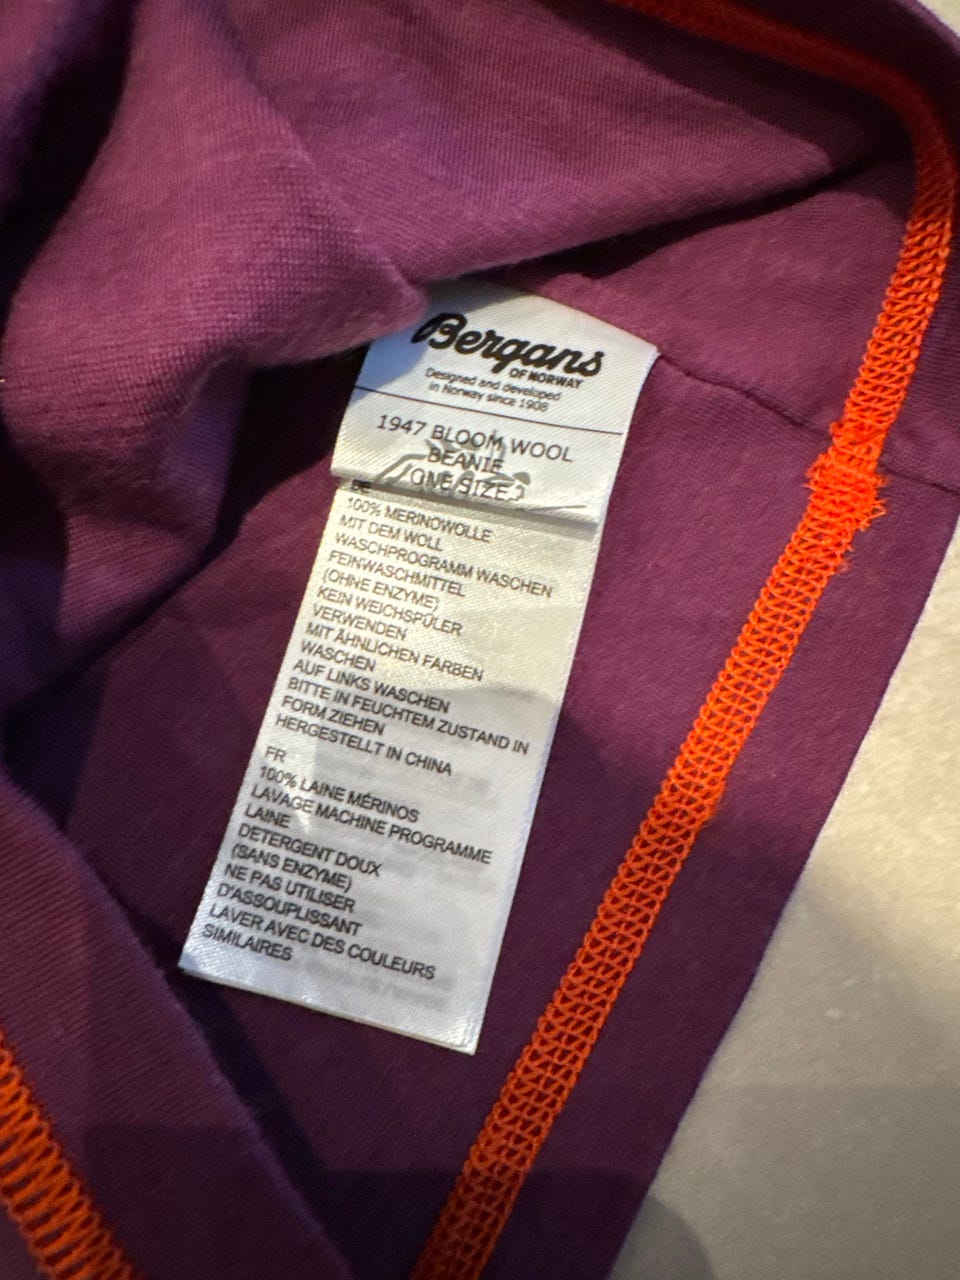 Bergans
OF NORWAY
Designed and developed
in Norway since 1908
1947 BLOOM WOOL
BEANIE
ONE SIZE
DE
100% MERINOWOLLE
MIT DEM WOLL
WASCHPROGRAMM WASCHEN
FEINWASCHMITTEL
(OHNE ENZYME)
KEIN WEICHSPÜLER
VERWENDEN
MIT ÄHNLICHEN FARBEN
WASCHEN
AUF LINKS WASCHEN
BITTE IN FEUCHTEM ZUSTAND IN
FORM ZIEHEN
HERGESTELLT IN CHINA
FR
100% LAINE MÉRINOS
LAVAGE MACHINE PROGRAMME
LAINE
DETERGENT DOUX
(SANS ENZYME)
NE PAS UTILISER
D'ASSOUPLISSANT
LAVER AVEC DES COULEURS
SIMILAIRES